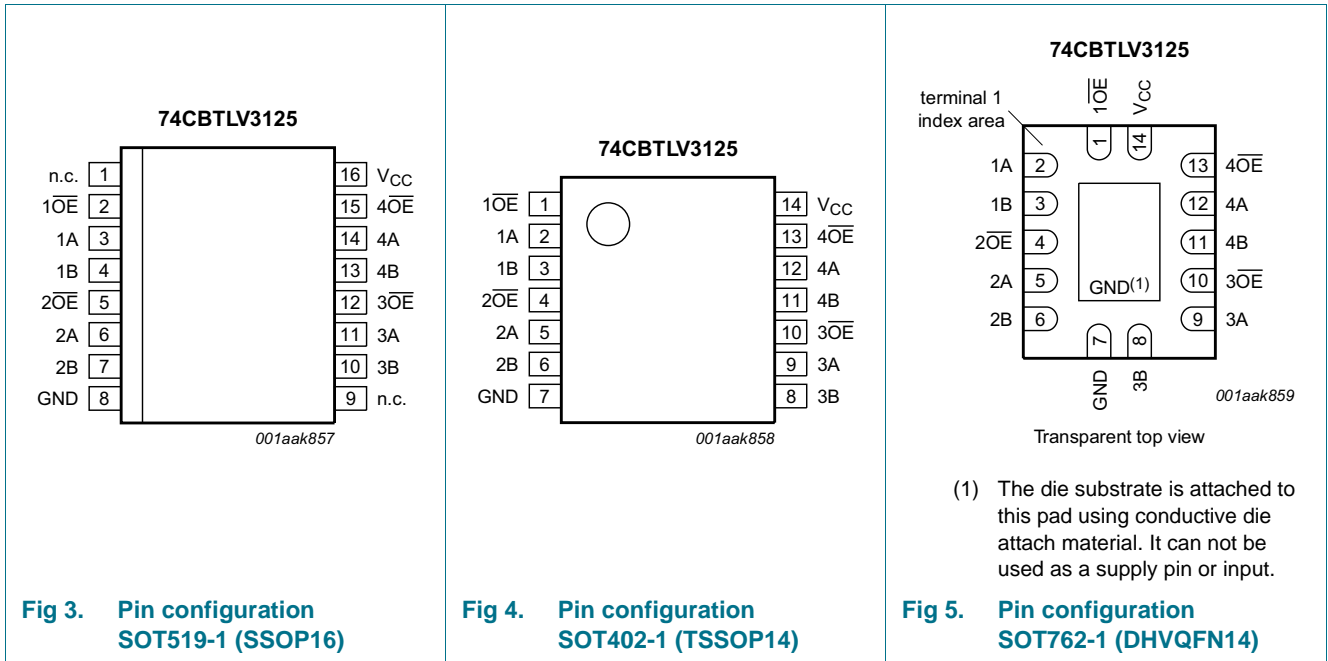 74CBTLV3125
n.c. 1
1OE 2
1A 3
1B 4
2OE 5
2A 6
2B 7
GND 8
16 VCC
15 4OE
14 4A
13 4B
12 3OE
11 3A
10 3B
9 n.c.
001aak857
Fig 3. Pin configuration
SOT519-1 (SSOP16)
74CBTLV3125
1OE 1
1A 2
1B 3
2OE 4
2A 5
2B 6
GND 7
14 VCC
13 4OE
12 4A
11 4B
10 3OE
9 3A
8 3B
001aak858
Fig 4. Pin configuration
SOT402-1 (TSSOP14)
74CBTLV3125
terminal 1
index area
1OE
VCC
1
14
1A 2
1B 3
2OE 4
2A 5
2B 6
13 4OE
12 4A
11 4B
10 3OE
9 3A
GND(1)
7
8
GND
3B
001aak859
Transparent top view
(1) The die substrate is attached to
this pad using conductive die
attach material. It can not be
used as a supply pin or input.
Fig 5. Pin configuration
SOT762-1 (DHVQFN14)